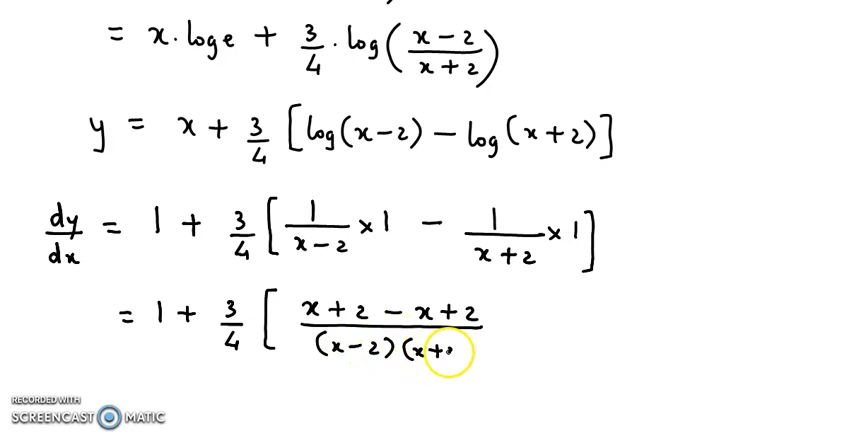 = x · log e + 3/4 · log((x-2)/(x+2))
y = x + 3/4 [log(x-2) - log(x+2)]
dy/dx = 1 + 3/4 [1/(x-2) × 1 - 1/(x+2) × 1]
= 1 + 3/4 [ (x+2-x+2)/((x-2)(x+
RECORDED WITH
SCREENCAST MATIC